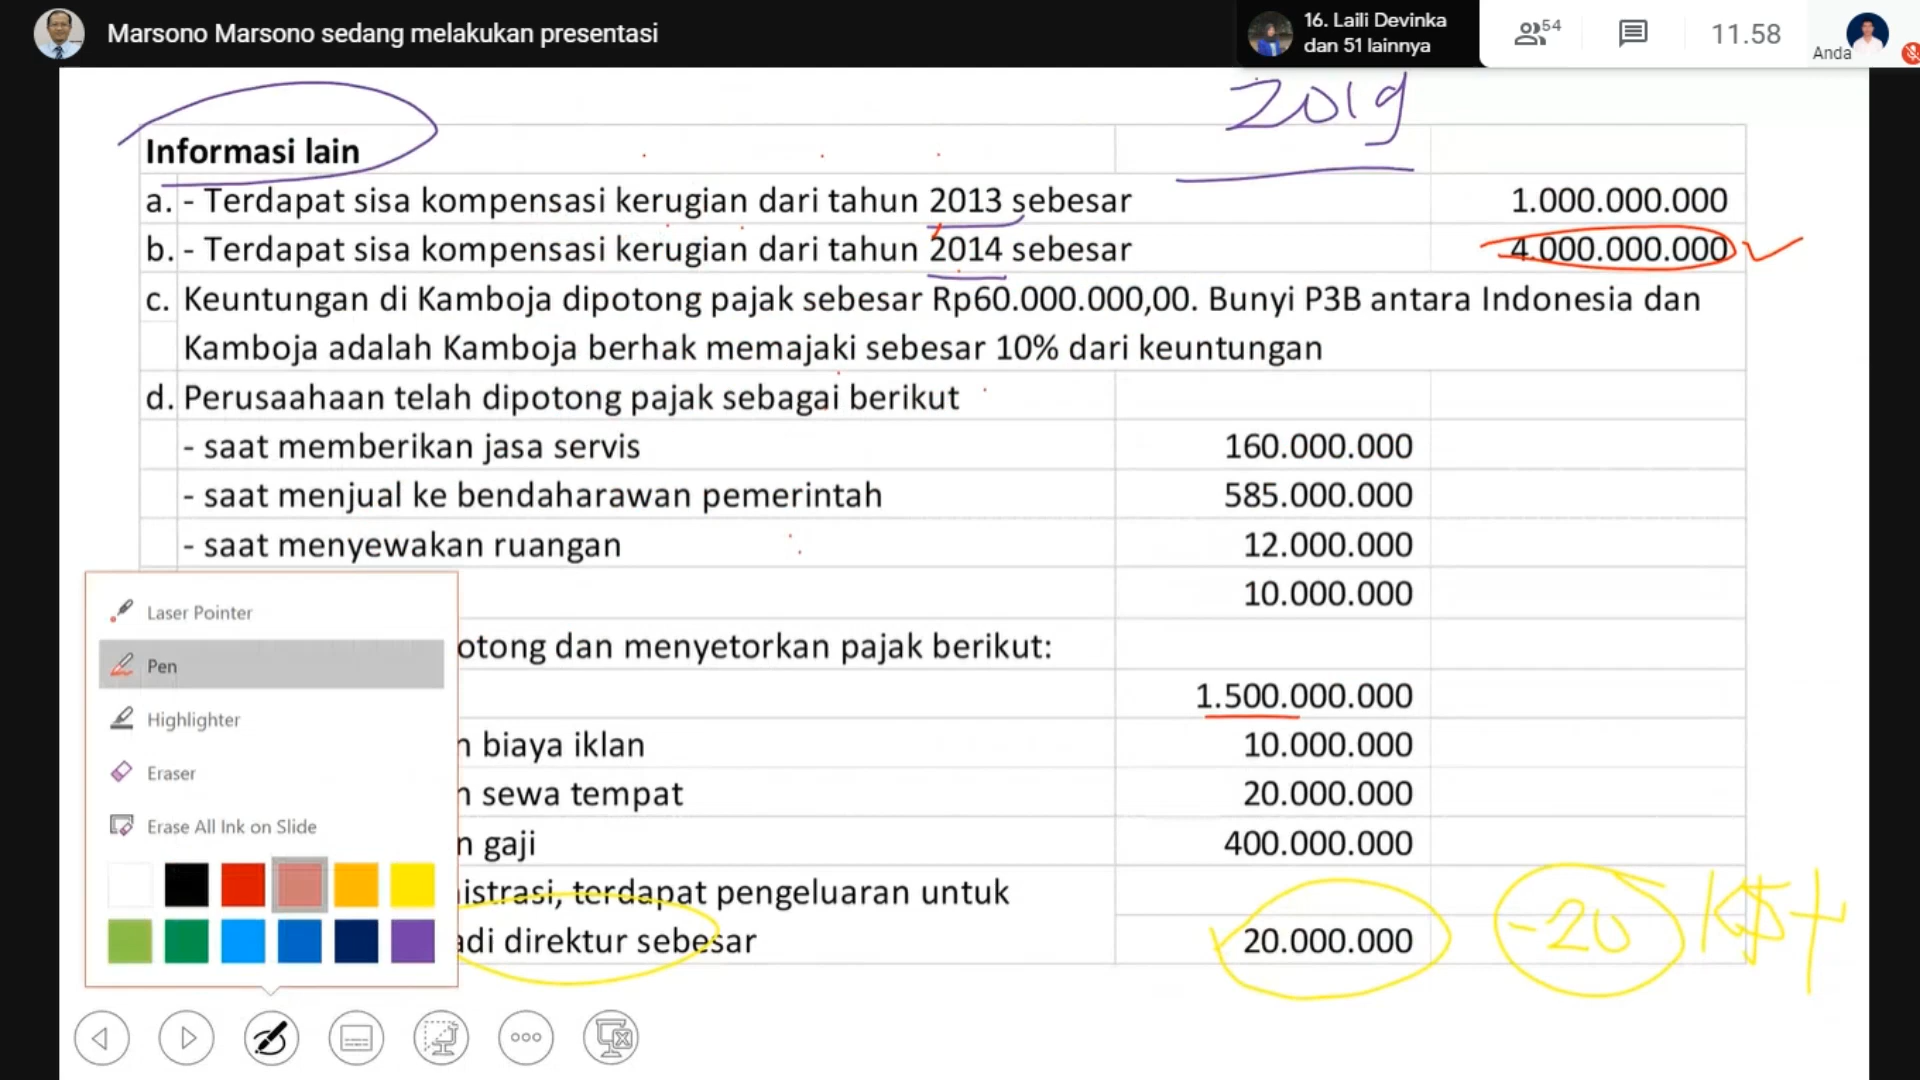 Marsono Marsono sedang melakukan presentasi
16. Laili Devinka
dan 51 lainnya
54
11.58
Anda
2019
Informasi lain
a. - Terdapat sisa kompensasi kerugian dari tahun 2013 sebesar 1.000.000.000
b. - Terdapat sisa kompensasi kerugian dari tahun 2014 sebesar 4.000.000.000
c. Keuntungan di Kamboja dipotong pajak sebesar Rp60.000.000,00. Bunyi P3B antara Indonesia dan
Kamboja adalah Kamboja berhak memajaki sebesar 10% dari keuntungan
d. Perusaahaan telah dipotong pajak sebagai berikut
- saat memberikan jasa servis 160.000.000
- saat menjual ke bendaharawan pemerintah 585.000.000
- saat menyewakan ruangan 12.000.000
10.000.000
otong dan menyetorkan pajak berikut:
1.500.000.000
n biaya iklan 10.000.000
n sewa tempat 20.000.000
n gaji 400.000.000
istrasi, terdapat pengeluaran untuk
adi direktur sebesar 20.000.000
-20
Laser Pointer
Pen
Highlighter
Eraser
Erase All Ink on Slide